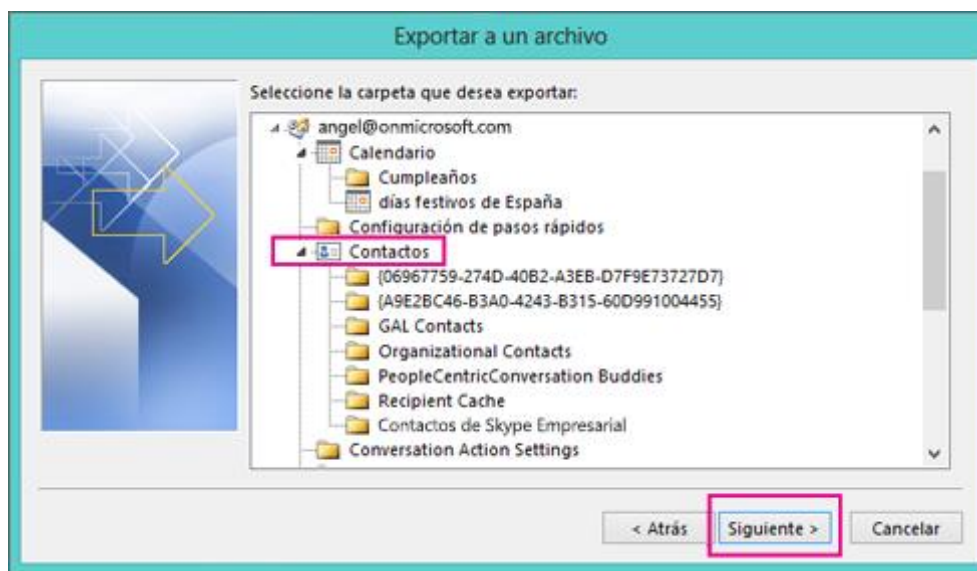 Exportar a un archivo
Seleccione la carpeta que desea exportar:
angel@onmicrosoft.com
Calendario
Cumpleaños
días festivos de España
Configuración de pasos rápidos
Contactos
{06967759-274D-40B2-A3EB-D7F9E73727D7}
{A9E2BC46-B3A0-4243-B315-60D991004455}
GAL Contacts
Organizational Contacts
PeopleCentricConversation Buddies
Recipient Cache
Contactos de Skype Empresarial
Conversation Action Settings
< Atrás Siguiente > Cancelar